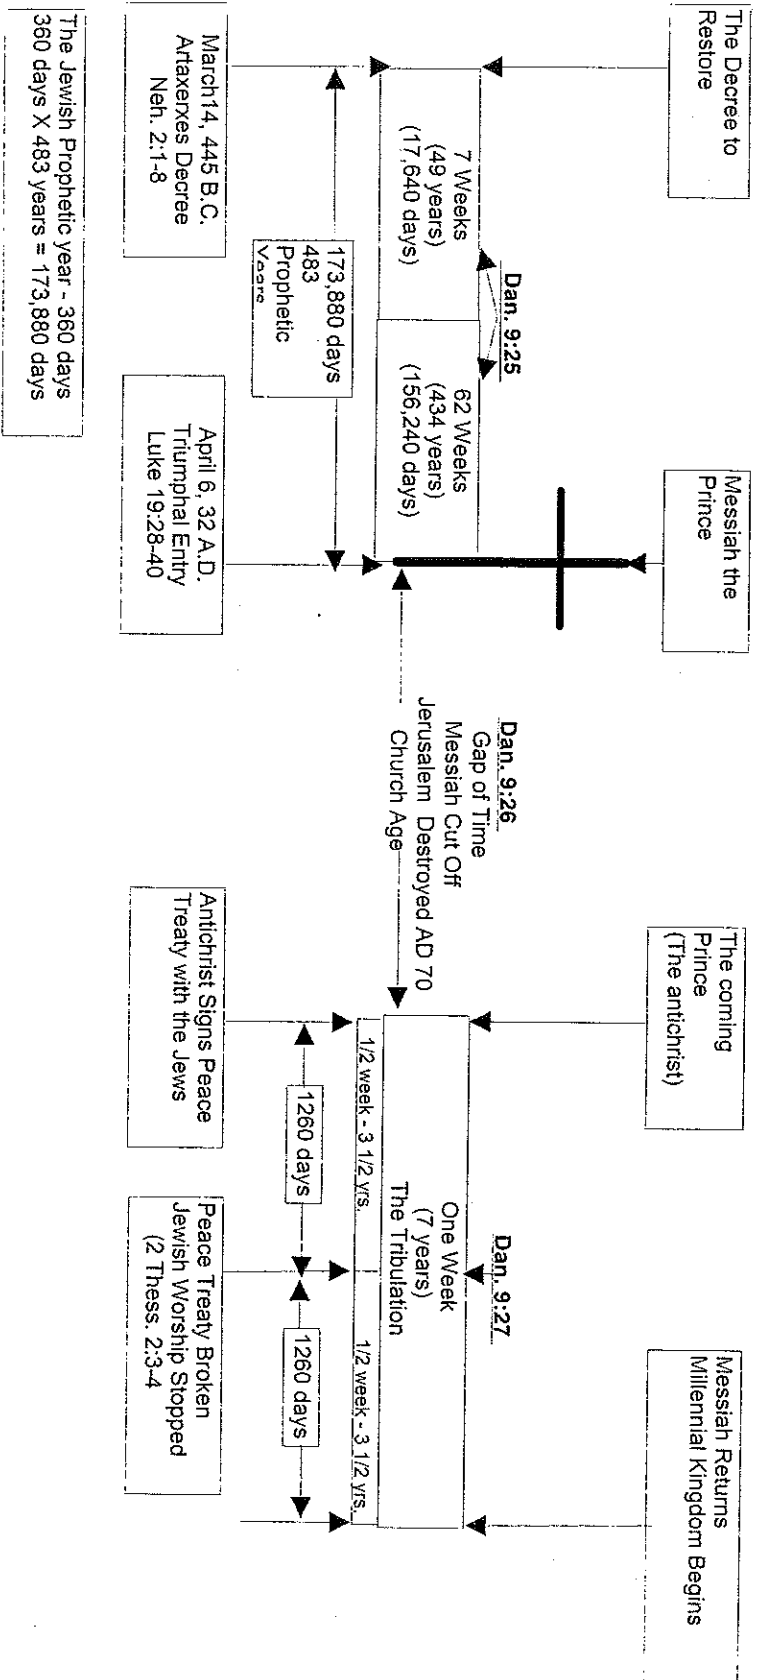 The Decree to
Restore
Messiah the
Prince
The coming
Prince
(The antichrist)
Messiah Returns
Millennial Kingdom Begins
Dan. 9:25
Dan. 9:26
Gap of Time
Messiah Cut Off
Jerusalem Destroyed AD 70
Church Age
Dan. 9:27
7 Weeks
(49 years)
(17,640 days)
62 Weeks
(434 years)
(156,240 days)
One Week
(7 years)
The Tribulation
1/2 week - 3 1/2 yrs.
1/2 week - 3 1/2 yrs.
173,880 days
483
Prophetic
Years
1260 days
1260 days
March14, 445 B.C.
Artaxerxes Decree
Neh. 2:1-8
April 6, 32 A.D.
Triumphal Entry
Luke 19:28-40
Antichrist Signs Peace
Treaty with the Jews
Peace Treaty Broken
Jewish Worship Stopped
(2 Thess. 2:3-4
The Jewish Prophetic year - 360 days
360 days X 483 years = 173,880 days